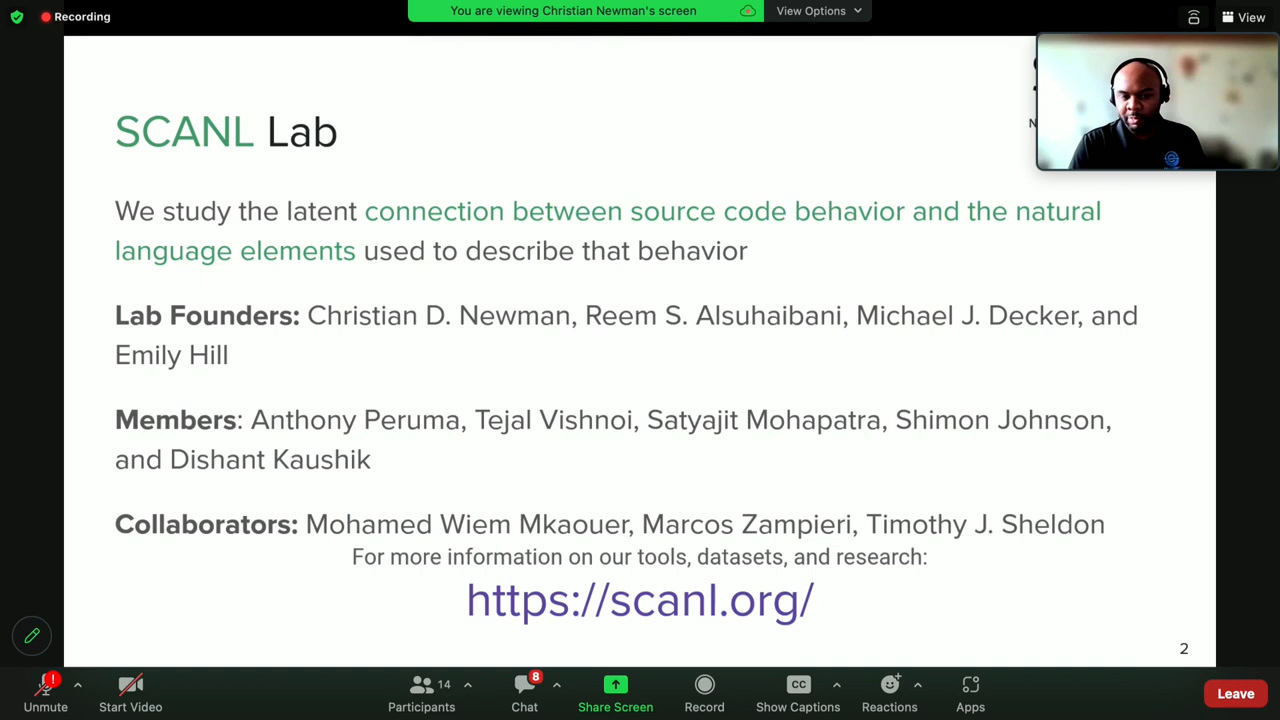 Recording
You are viewing Christian Newman's screen
View Options
View
SCANL Lab
We study the latent connection between source code behavior and the natural
language elements used to describe that behavior
Lab Founders: Christian D. Newman, Reem S. Alsuhaibani, Michael J. Decker, and
Emily Hill
Members: Anthony Peruma, Tejal Vishnoi, Satyajit Mohapatra, Shimon Johnson,
and Dishant Kaushik
Collaborators: Mohamed Wiem Mkaouer, Marcos Zampieri, Timothy J. Sheldon
For more information on our tools, datasets, and research:
https://scanl.org/
2
14
8
CC
Unmute
Start Video
Participants
Chat
Share Screen
Record
Show Captions
Reactions
Apps
Leave